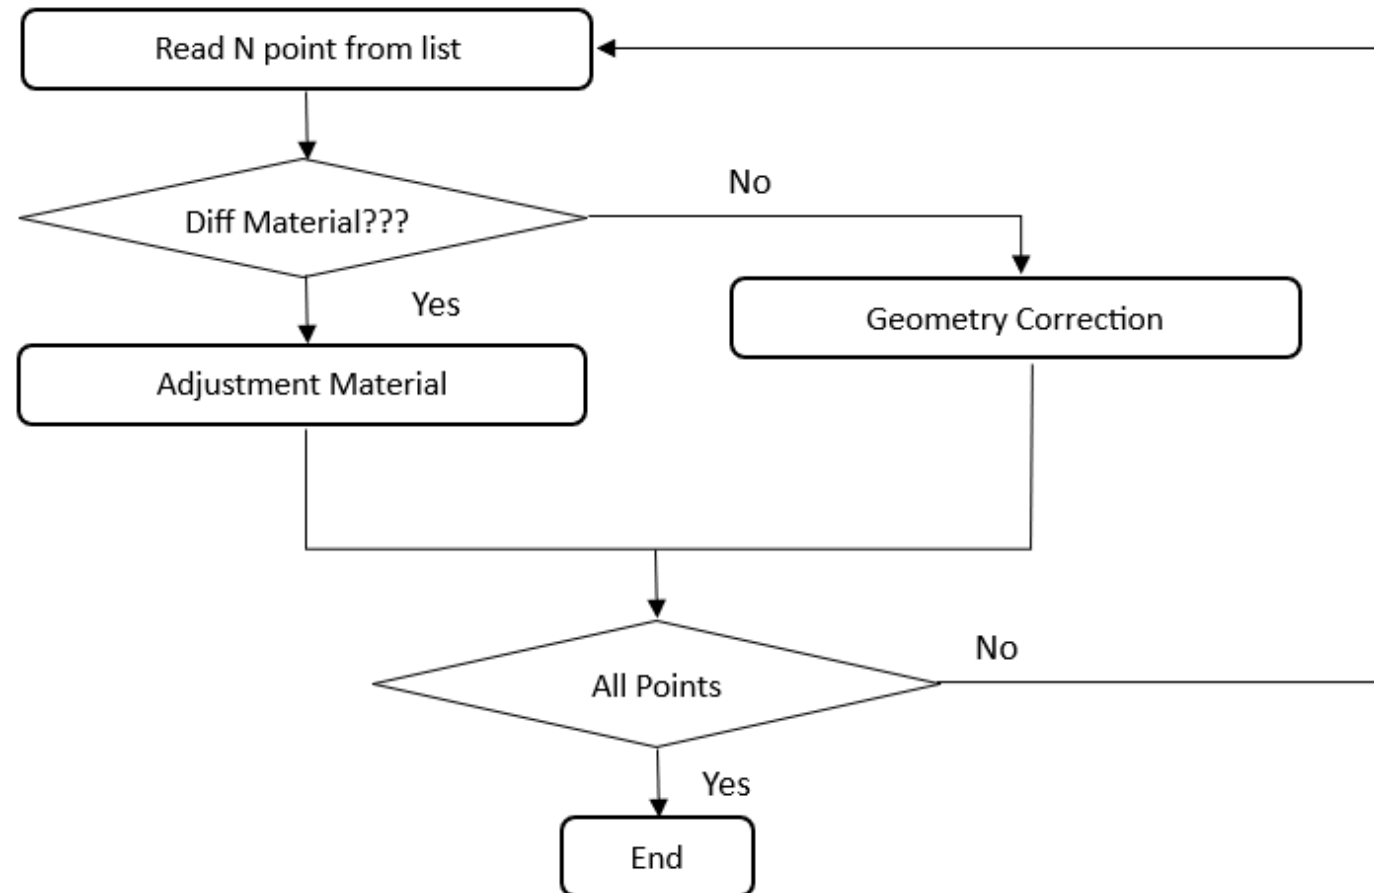 Read N point from list
No
Diff Material???
Yes
Geometry Correction
Adjustment Material
No
All Points
Yes
End